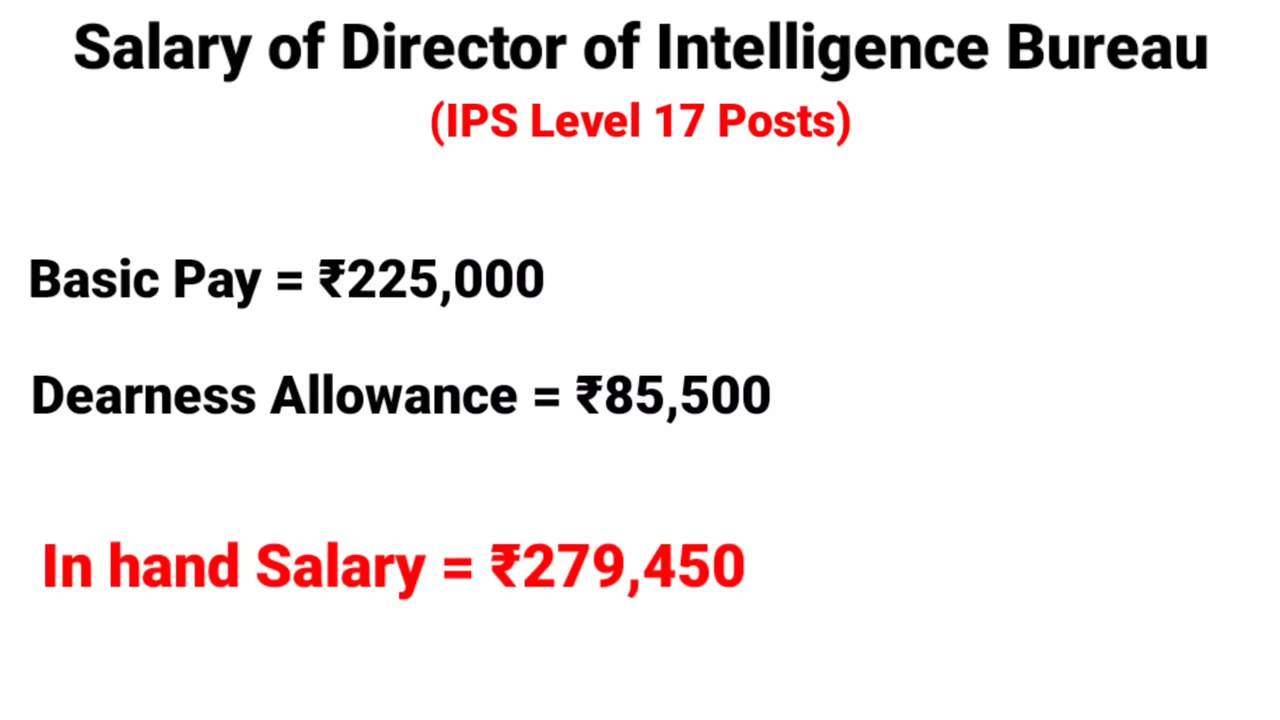 Salary of Director of Intelligence Bureau
(IPS Level 17 Posts)
Basic Pay = ₹225,000
Dearness Allowance = ₹85,500
In hand Salary = ₹279,450